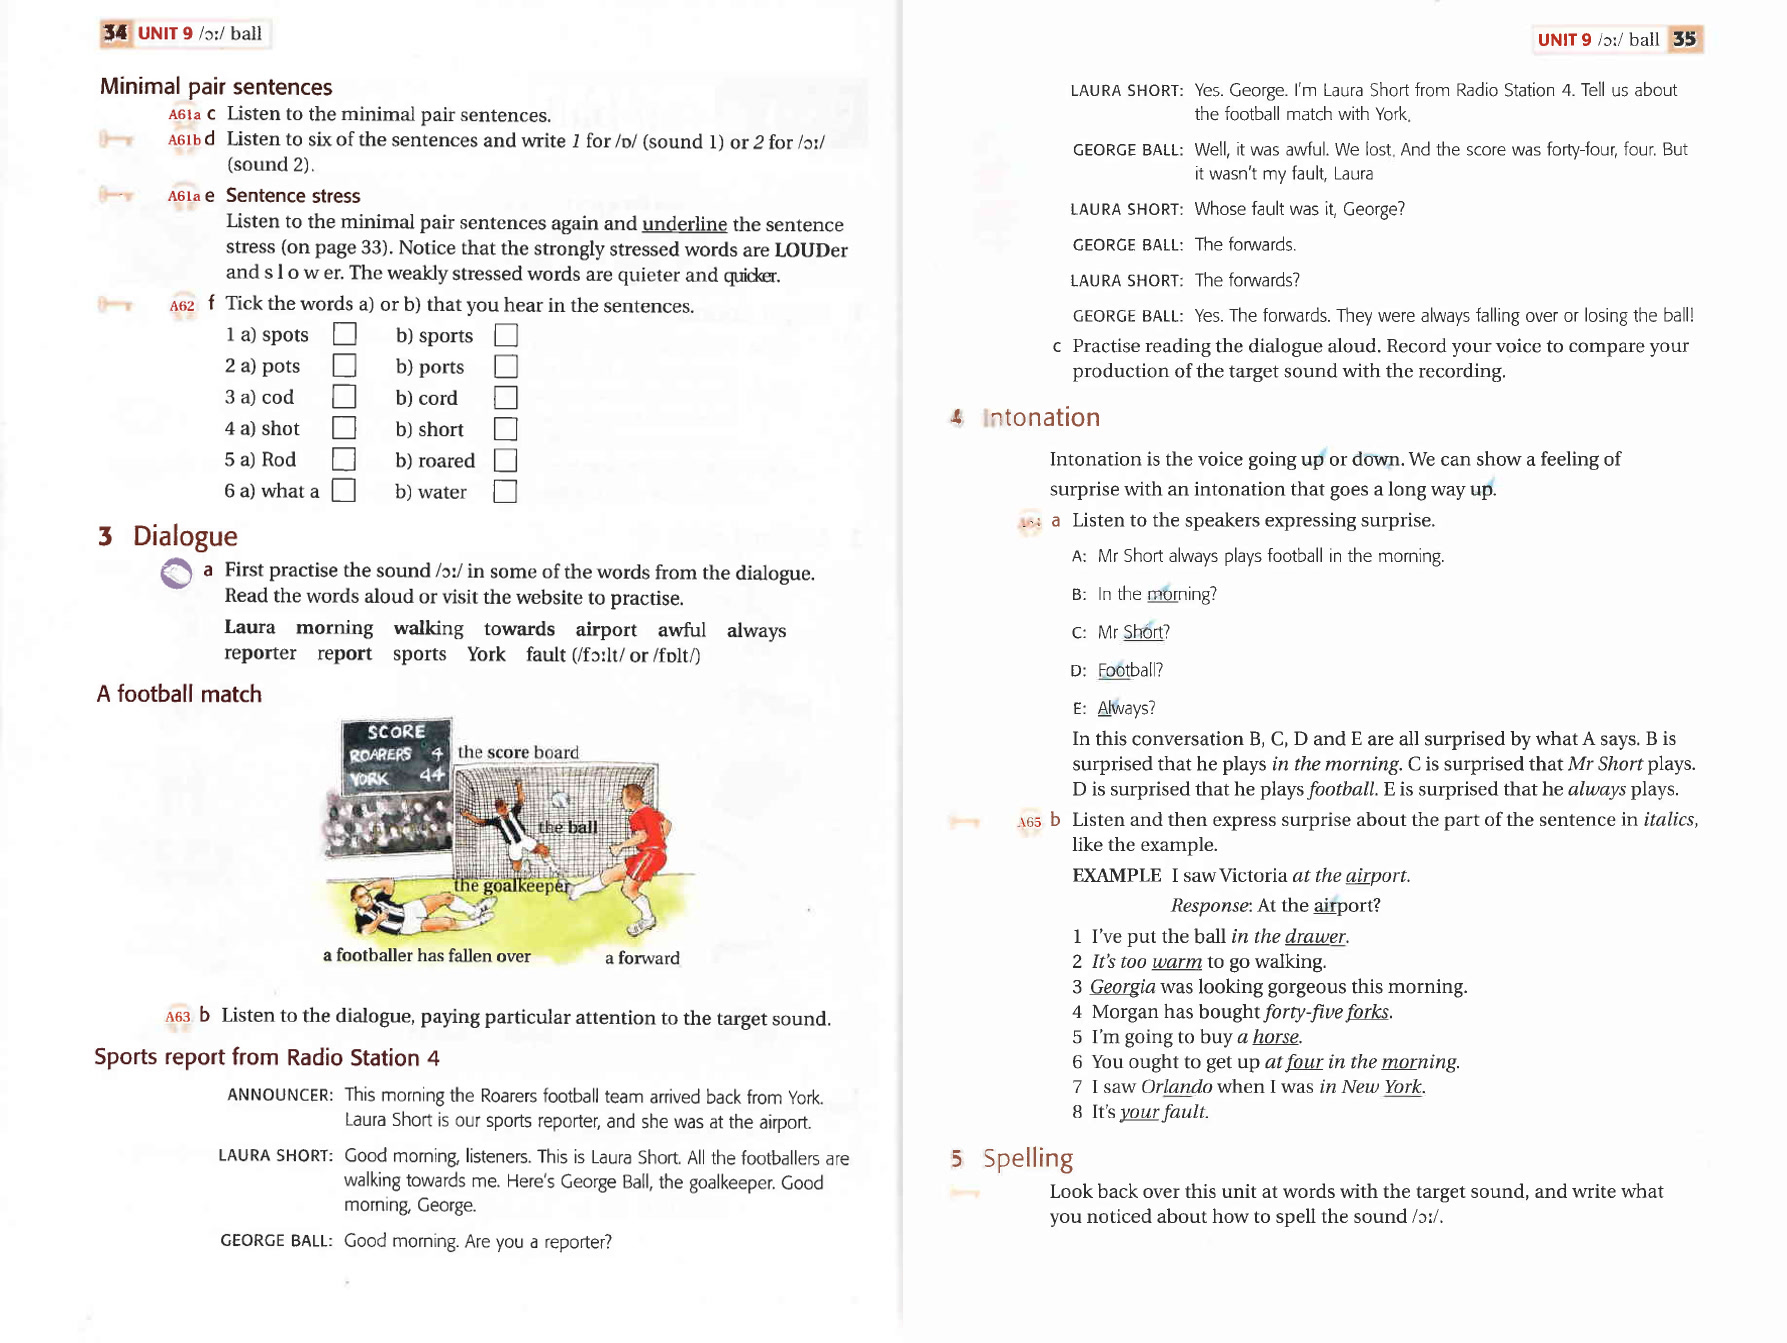 34 UNIT 9 /ɔː/ ball
Minimal pair sentences
A61a c Listen to the minimal pair sentences.
A61b d Listen to six of the sentences and write 1 for /ɒ/ (sound 1) or 2 for /ɔː/
(sound 2).
A61a e Sentence stress
Listen to the minimal pair sentences again and underline the sentence
stress (on page 33). Notice that the strongly stressed words are LOUDer
and s l o w er. The weakly stressed words are quieter and quicker.
A62 f Tick the words a) or b) that you hear in the sentences.
1 a) spots b) sports
2 a) pots b) ports
3 a) cod b) cord
4 a) shot b) short
5 a) Rod b) roared
6 a) what a b) water
3 Dialogue
a First practise the sound /ɔː/ in some of the words from the dialogue.
Read the words aloud or visit the website to practise.
Laura morning walking towards airport awful always
reporter report sports York fault (/fɔːlt/ or /fɒlt/)
A football match
SCORE
ROARERS 4
YORK 44
the score board
the ball
the goalkeeper
a footballer has fallen over
a forward
A63 b Listen to the dialogue, paying particular attention to the target sound.
Sports report from Radio Station 4
ANNOUNCER: This morning the Roarers football team arrived back from York.
Laura Short is our sports reporter, and she was at the airport.
LAURA SHORT: Good morning, listeners. This is Laura Short. All the footballers are
walking towards me. Here's George Ball, the goalkeeper. Good
morning, George.
GEORGE BALL: Good morning. Are you a reporter?
UNIT 9 /ɔː/ ball 35
LAURA SHORT: Yes. George. I'm Laura Short from Radio Station 4. Tell us about
the football match with York.
GEORGE BALL: Well, it was awful. We lost. And the score was forty-four, four. But
it wasn't my fault, Laura
LAURA SHORT: Whose fault was it, George?
GEORGE BALL: The forwards.
LAURA SHORT: The forwards?
GEORGE BALL: Yes. The forwards. They were always falling over or losing the ball!
c Practise reading the dialogue aloud. Record your voice to compare your
production of the target sound with the recording.
4 Intonation
Intonation is the voice going up or down. We can show a feeling of
surprise with an intonation that goes a long way up.
a Listen to the speakers expressing surprise.
A: Mr Short always plays football in the morning.
B: In the morning?
C: Mr Short?
D: Football?
E: Always?
In this conversation B, C, D and E are all surprised by what A says. B is
surprised that he plays in the morning. C is surprised that Mr Short plays.
D is surprised that he plays football. E is surprised that he always plays.
A65 b Listen and then express surprise about the part of the sentence in italics,
like the example.
EXAMPLE I saw Victoria at the airport.
Response: At the airport?
1 I've put the ball in the drawer.
2 It's too warm to go walking.
3 Georgia was looking gorgeous this morning.
4 Morgan has bought forty-five forks.
5 I'm going to buy a horse.
6 You ought to get up at four in the morning.
7 I saw Orlando when I was in New York.
8 It's your fault.
5 Spelling
Look back over this unit at words with the target sound, and write what
you noticed about how to spell the sound /ɔː/.